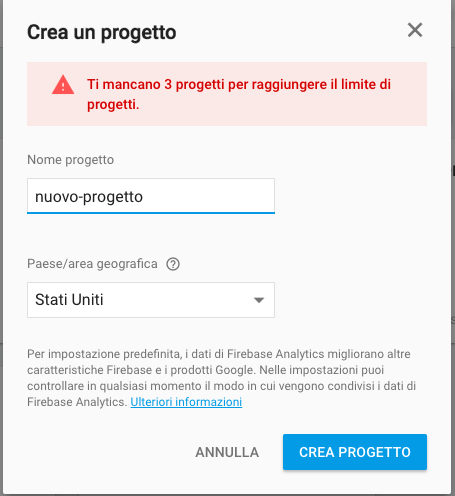 Crea un progetto
Ti mancano 3 progetti per raggiungere il limite di
progetti.
Nome progetto
nuovo-progetto
Paese/area geografica
Stati Uniti
Per impostazione predefinita, i dati di Firebase Analytics migliorano altre
caratteristiche Firebase e i prodotti Google. Nelle impostazioni puoi
controllare in qualsiasi momento il modo in cui vengono condivisi i dati di
Firebase Analytics. Ulteriori informazioni
ANNULLA CREA PROGETTO